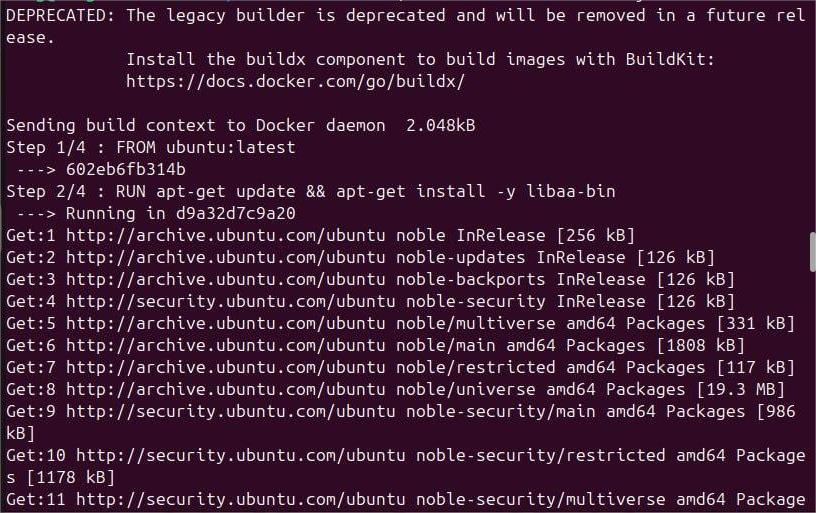 DEPRECATED: The legacy builder is deprecated and will be removed in a future rel
ease.
            Install the buildx component to build images with BuildKit:
            https://docs.docker.com/go/buildx/

Sending build context to Docker daemon  2.048kB
Step 1/4 : FROM ubuntu:latest
 ---> 602eb6fb314b
Step 2/4 : RUN apt-get update && apt-get install -y libaa-bin
 ---> Running in d9a32d7c9a20
Get:1 http://archive.ubuntu.com/ubuntu noble InRelease [256 kB]
Get:2 http://archive.ubuntu.com/ubuntu noble-updates InRelease [126 kB]
Get:3 http://archive.ubuntu.com/ubuntu noble-backports InRelease [126 kB]
Get:4 http://security.ubuntu.com/ubuntu noble-security InRelease [126 kB]
Get:5 http://archive.ubuntu.com/ubuntu noble/multiverse amd64 Packages [331 kB]
Get:6 http://archive.ubuntu.com/ubuntu noble/main amd64 Packages [1808 kB]
Get:7 http://archive.ubuntu.com/ubuntu noble/restricted amd64 Packages [117 kB]
Get:8 http://archive.ubuntu.com/ubuntu noble/universe amd64 Packages [19.3 MB]
Get:9 http://security.ubuntu.com/ubuntu noble-security/main amd64 Packages [986
kB]
Get:10 http://security.ubuntu.com/ubuntu noble-security/restricted amd64 Package
s [1178 kB]
Get:11 http://security.ubuntu.com/ubuntu noble-security/multiverse amd64 Package